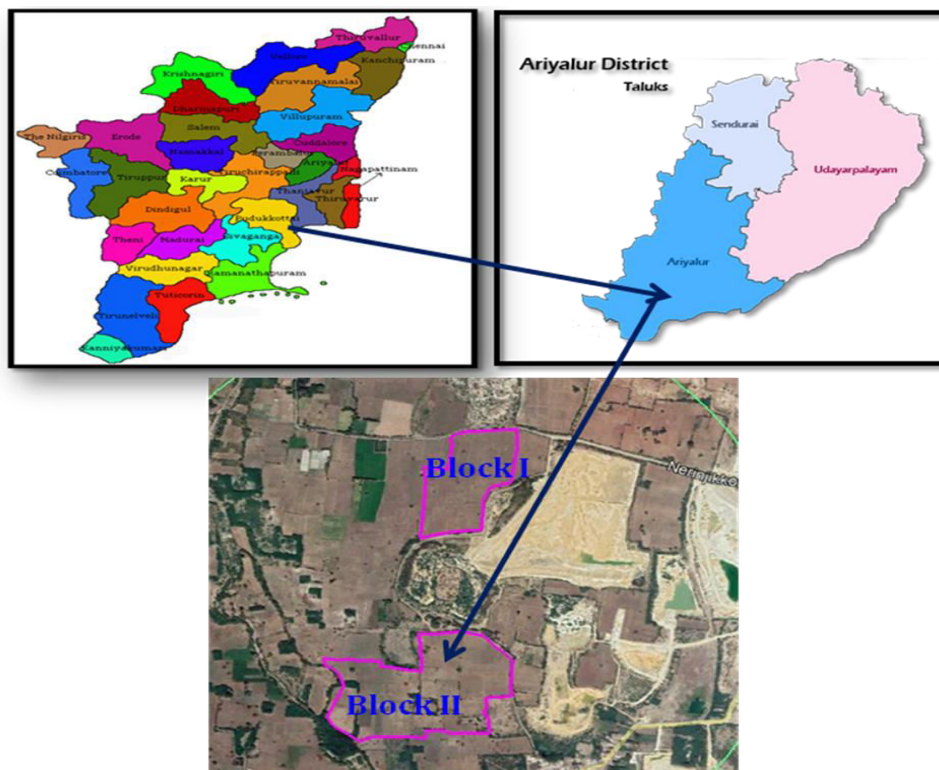 Thiruvallur
Chennai
Vellore
Kanchipuram
Krishnagiri
Tiruvannamalai
Dharmapuri
Villupuram
Salem
The Nilgiris
Erode
Cuddalore
Namakkal
Perambalur
Ariyalur
Coimbatore
Tiruppur
Karur
Tiruchirappalli
Nagapattinam
Thanjavur
Thiruvarur
Dindigul
Pudukkottai
Theni
Madurai
Sivaganga
Virudhunagar
Ramanathapuram
Tuticorin
Tirunelveli
Kanniyakumari
Ariyalur District
Taluks
Sendurai
Udayarpalayam
Ariyalur
Block I
Nerinjikko
Block II